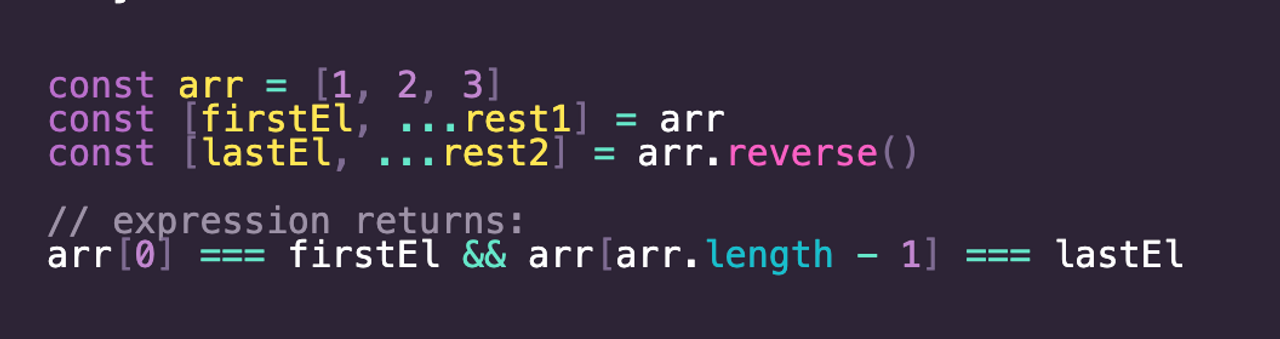 const arr = [1, 2, 3]
const [firstEl, ...rest1] = arr
const [lastEl, ...rest2] = arr.reverse()
// expression returns:
arr[0] === firstEl && arr[arr.length - 1] === lastEl